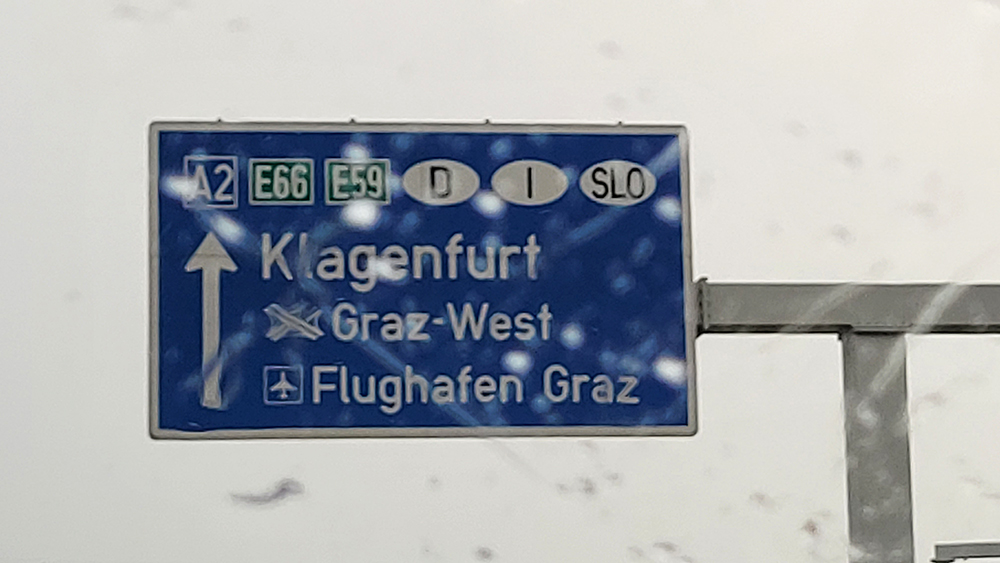 A2 E66 E59 D I SLO
Klagenfurt
Graz-West
Flughafen Graz